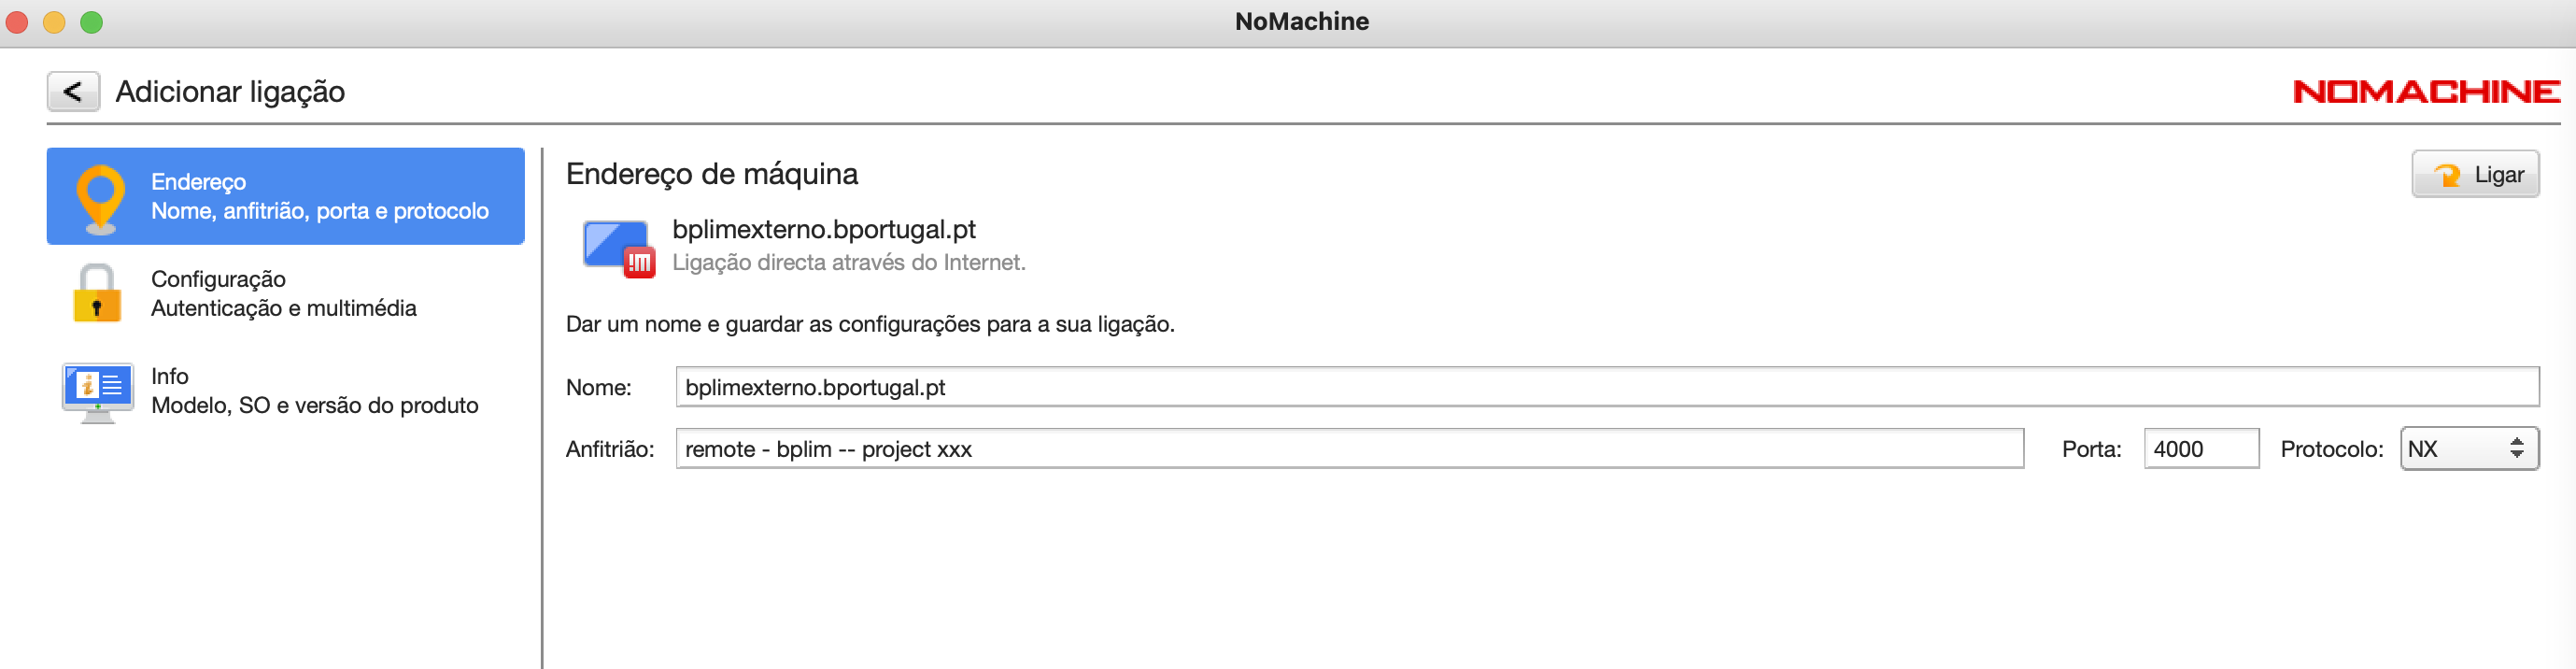 NoMachine
< Adicionar ligação
NOMACHINE
Endereço
Nome, anfitrião, porta e protocolo
Configuração
Autenticação e multimédia
Info
Modelo, SO e versão do produto
Endereço de máquina
Ligar
!m
bplimexterno.bportugal.pt
Ligação directa através do Internet.
Dar um nome e guardar as configurações para a sua ligação.
Nome: bplimexterno.bportugal.pt
Anfitrião: remote - bplim -- project xxx Porta: 4000 Protocolo: NX